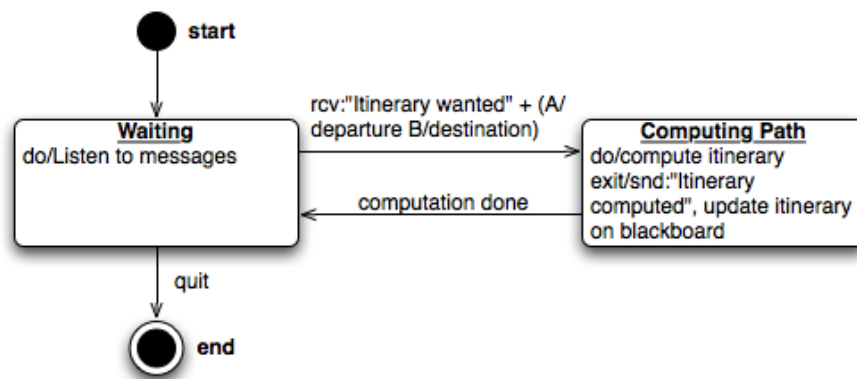 start
rcv:"Itinerary wanted" + (A/
departure B/destination)
Waiting
do/Listen to messages
Computing Path
do/compute itinerary
exit/snd:"Itinerary
computed", update itinerary
on blackboard
computation done
quit
end